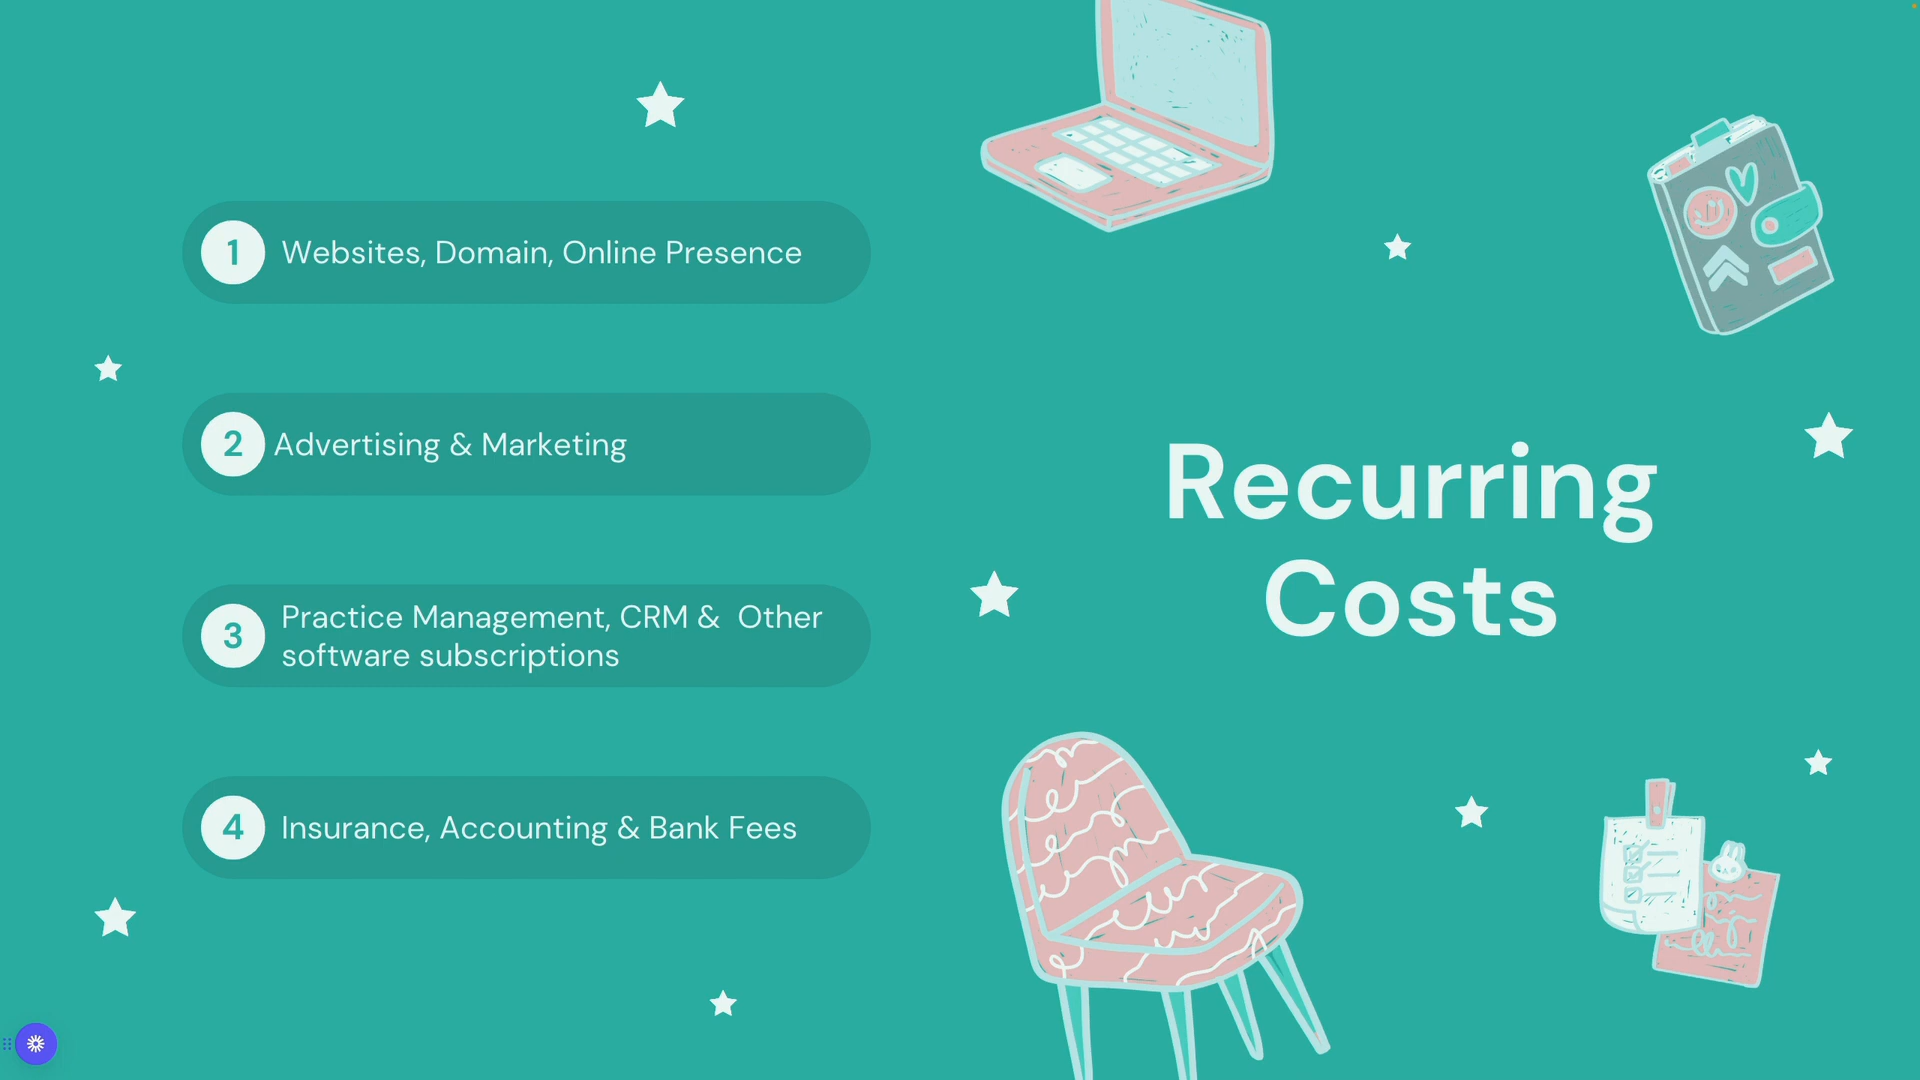 1 Websites, Domain, Online Presence
2 Advertising & Marketing
3 Practice Management, CRM &  Other
software subscriptions
4 Insurance, Accounting & Bank Fees
Recurring
Costs